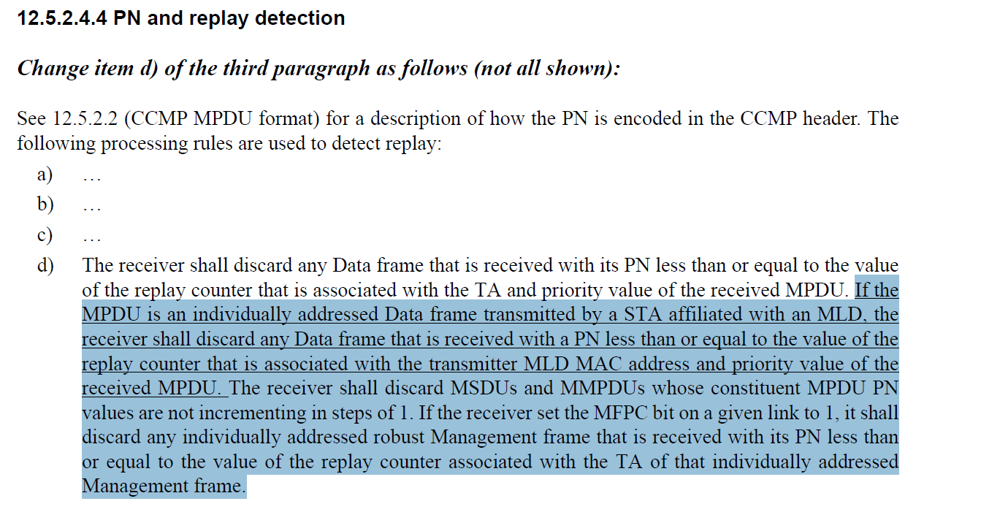 12.5.2.4.4 PN and replay detection
Change item d) of the third paragraph as follows (not all shown):
See 12.5.2.2 (CCMP MPDU format) for a description of how the PN is encoded in the CCMP header. The
following processing rules are used to detect replay:
a) …
b) …
c) …
d) The receiver shall discard any Data frame that is received with its PN less than or equal to the value
of the replay counter that is associated with the TA and priority value of the received MPDU. If the
MPDU is an individually addressed Data frame transmitted by a STA affiliated with an MLD, the
receiver shall discard any Data frame that is received with a PN less than or equal to the value of the
replay counter that is associated with the transmitter MLD MAC address and priority value of the
received MPDU. The receiver shall discard MSDUs and MMPDUs whose constituent MPDU PN
values are not incrementing in steps of 1. If the receiver set the MFPC bit on a given link to 1, it shall
discard any individually addressed robust Management frame that is received with its PN less than
or equal to the value of the replay counter associated with the TA of that individually addressed
Management frame.